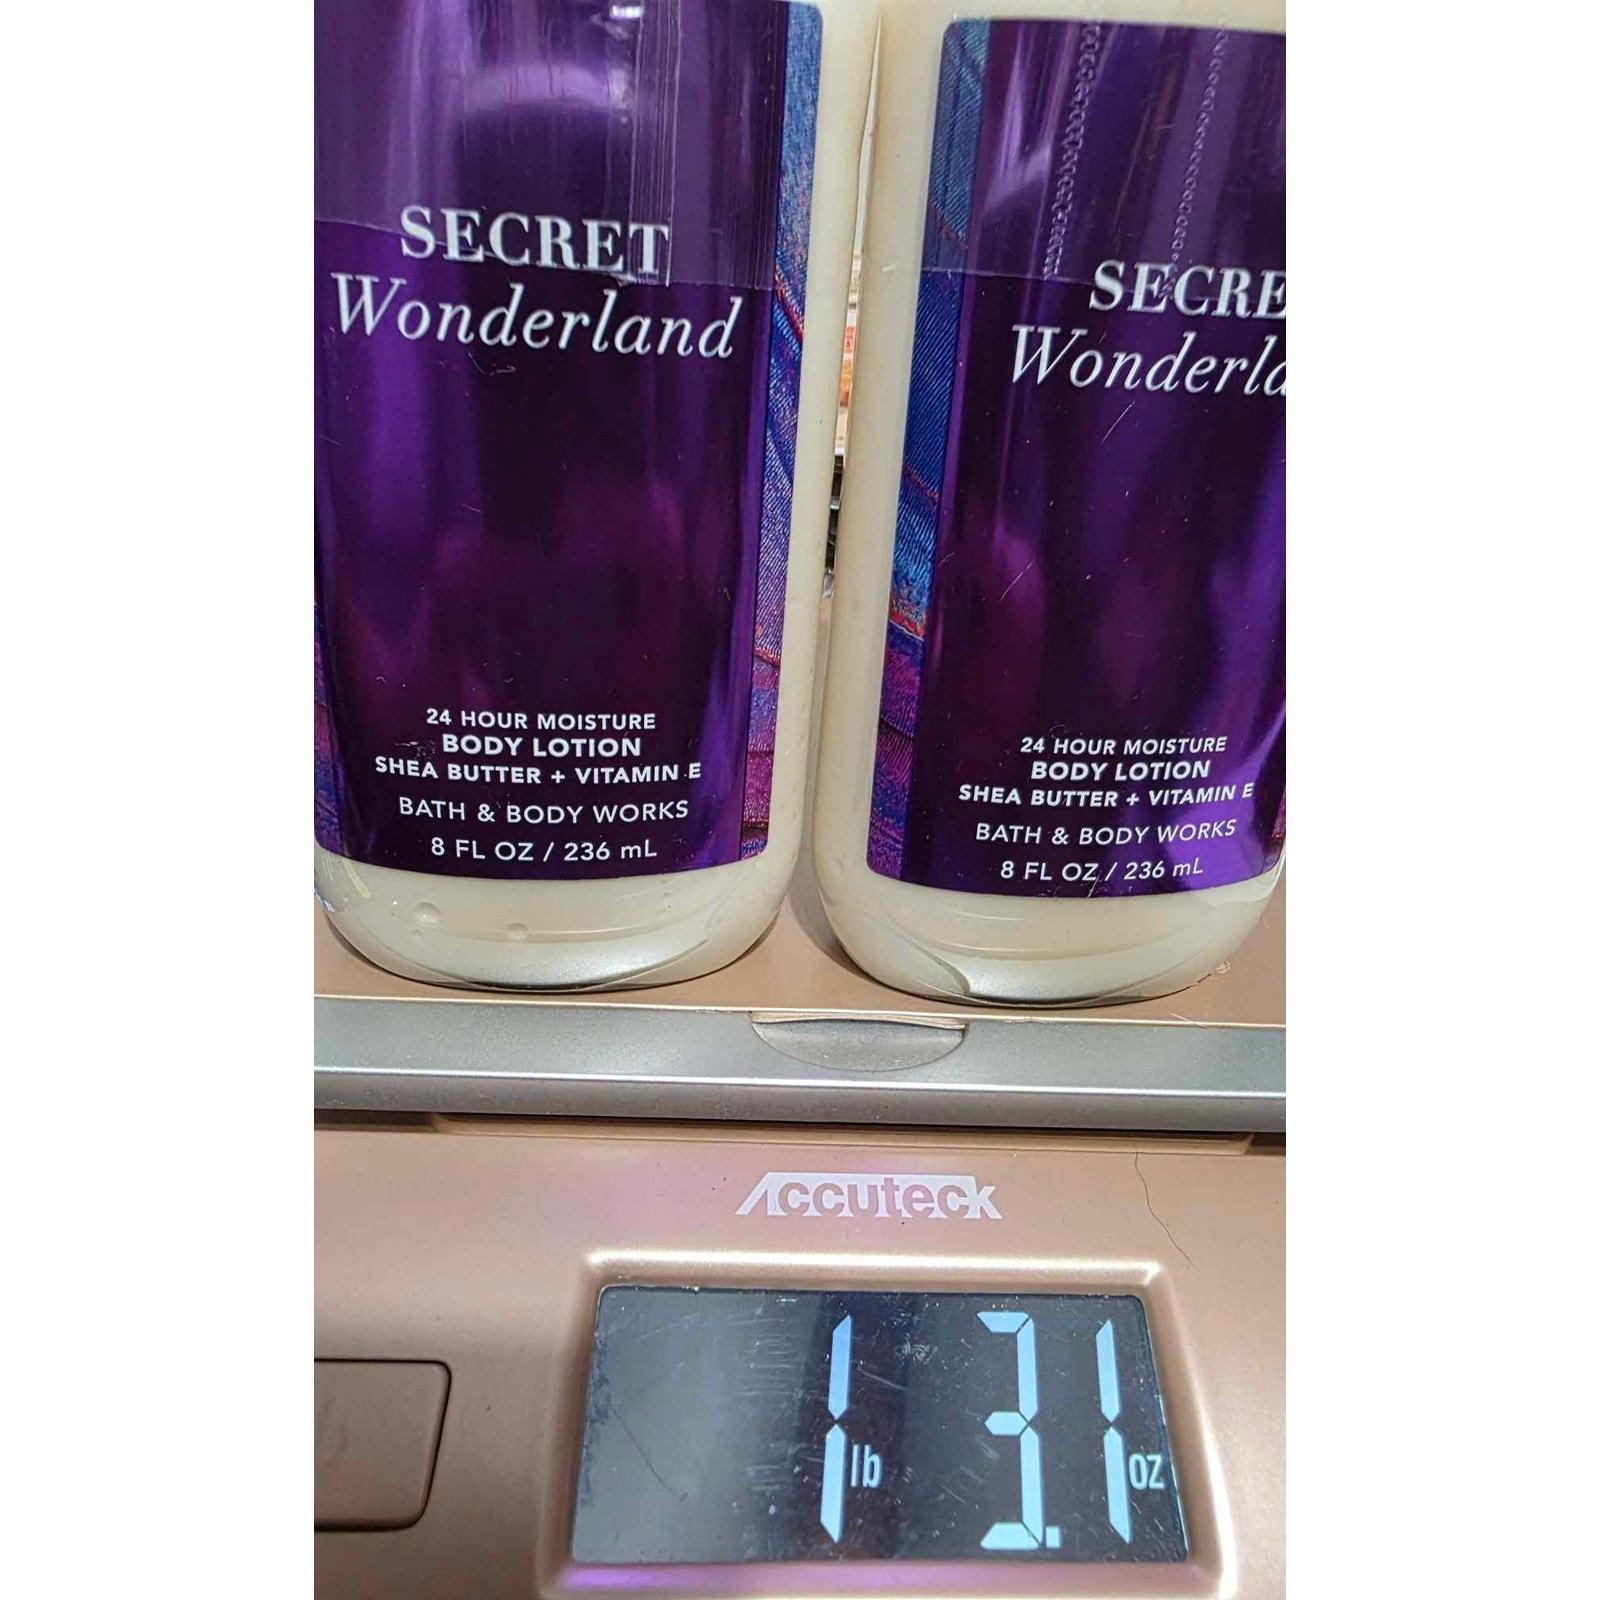 SECRET
Wonderland
24 HOUR MOISTURE
BODY LOTION
SHEA BUTTER + VITAMIN E
BATH & BODY WORKS
8 FL OZ / 236 mL
SECRE
Wonderla
24 HOUR MOISTURE
BODY LOTION
SHEA BUTTER + VITAMIN E
BATH & BODY WORKS
8 FL OZ / 236 mL
Accuteck
1 lb 3.1 oz